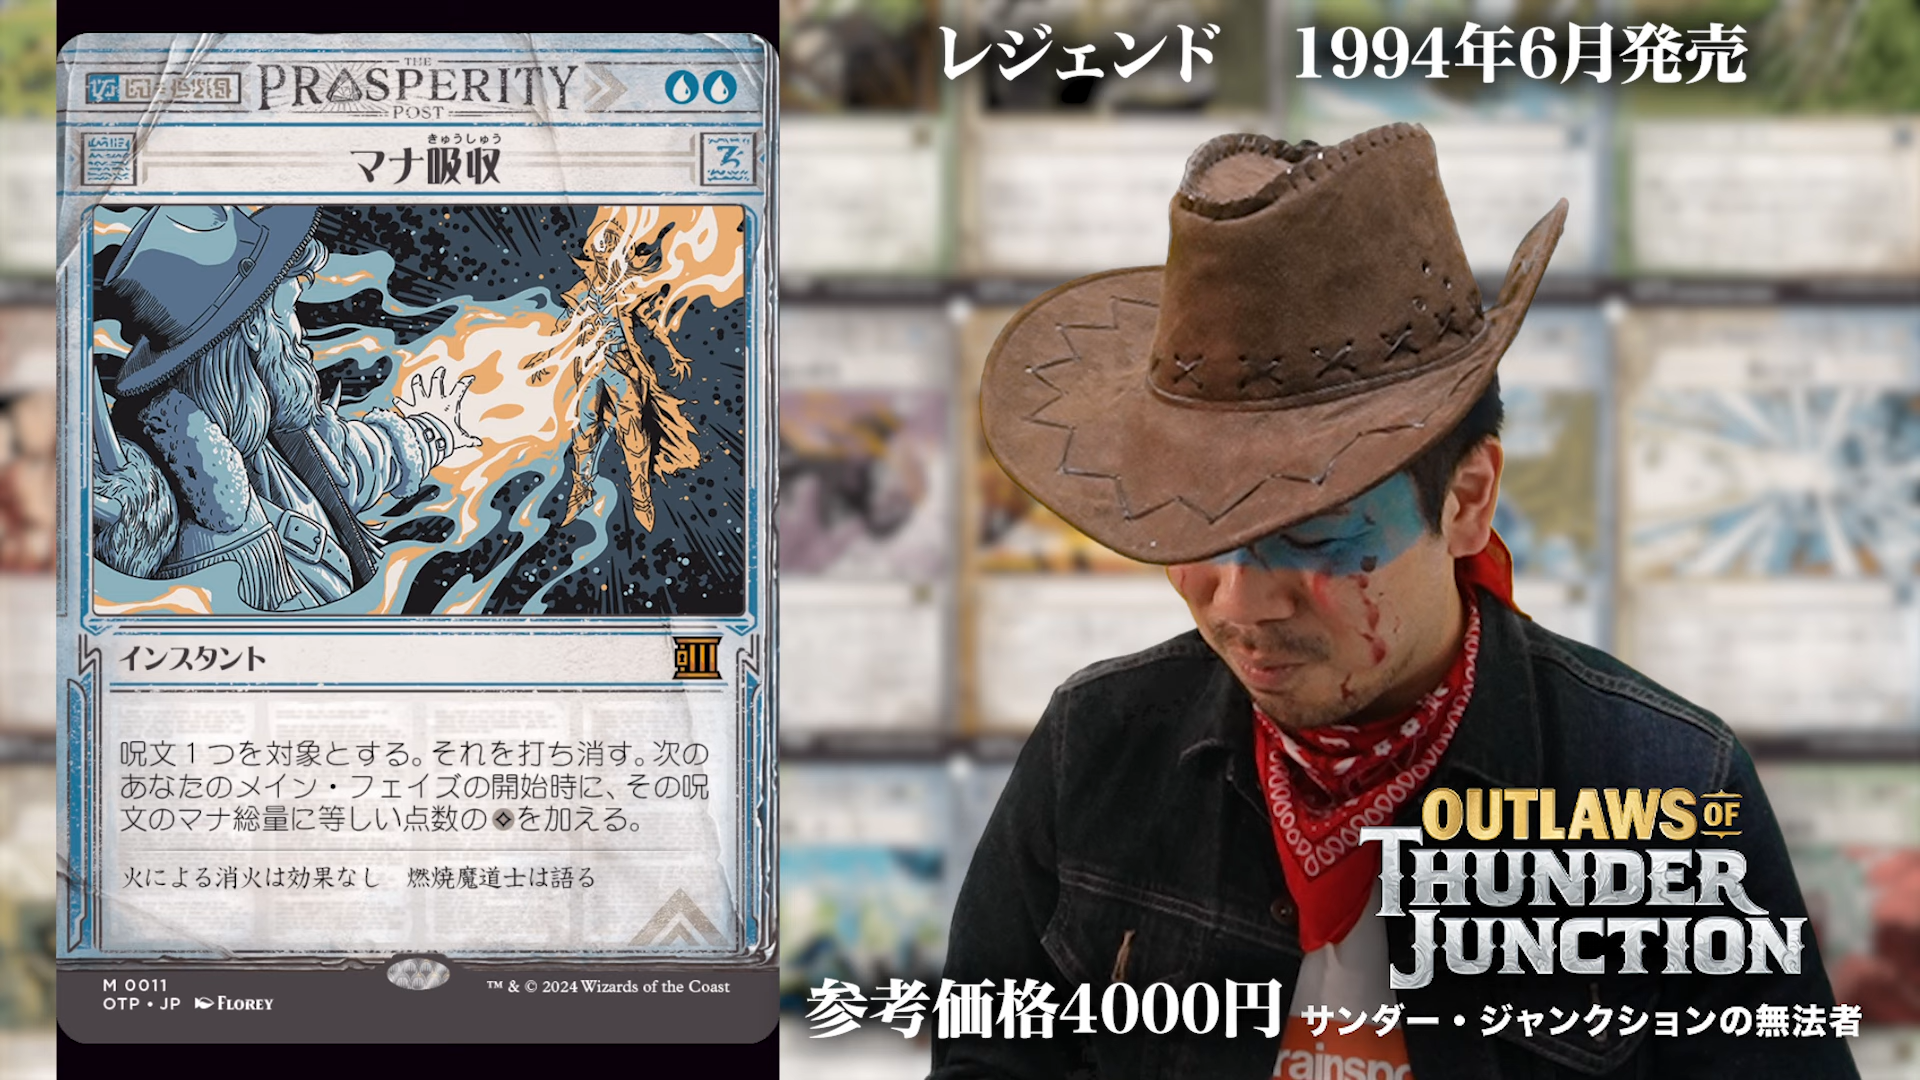 THE
PROSPERITY
POST
きゅうしゅう
マナ吸収
インスタント
呪文1つを対象とする。それを打ち消す。次の
あなたのメイン・フェイズの開始時に、その呪
文のマナ総量に等しい点数の◇を加える。
火による消火は効果なし　燃焼魔道士は語る
M 0011
OTP • JP FLOREY
™ & © 2024 Wizards of the Coast
レジェンド　1994年6月発売
OUTLAWS OF
THUNDER
JUNCTION
サンダー・ジャンクションの無法者
参考価格4000円
rainspo